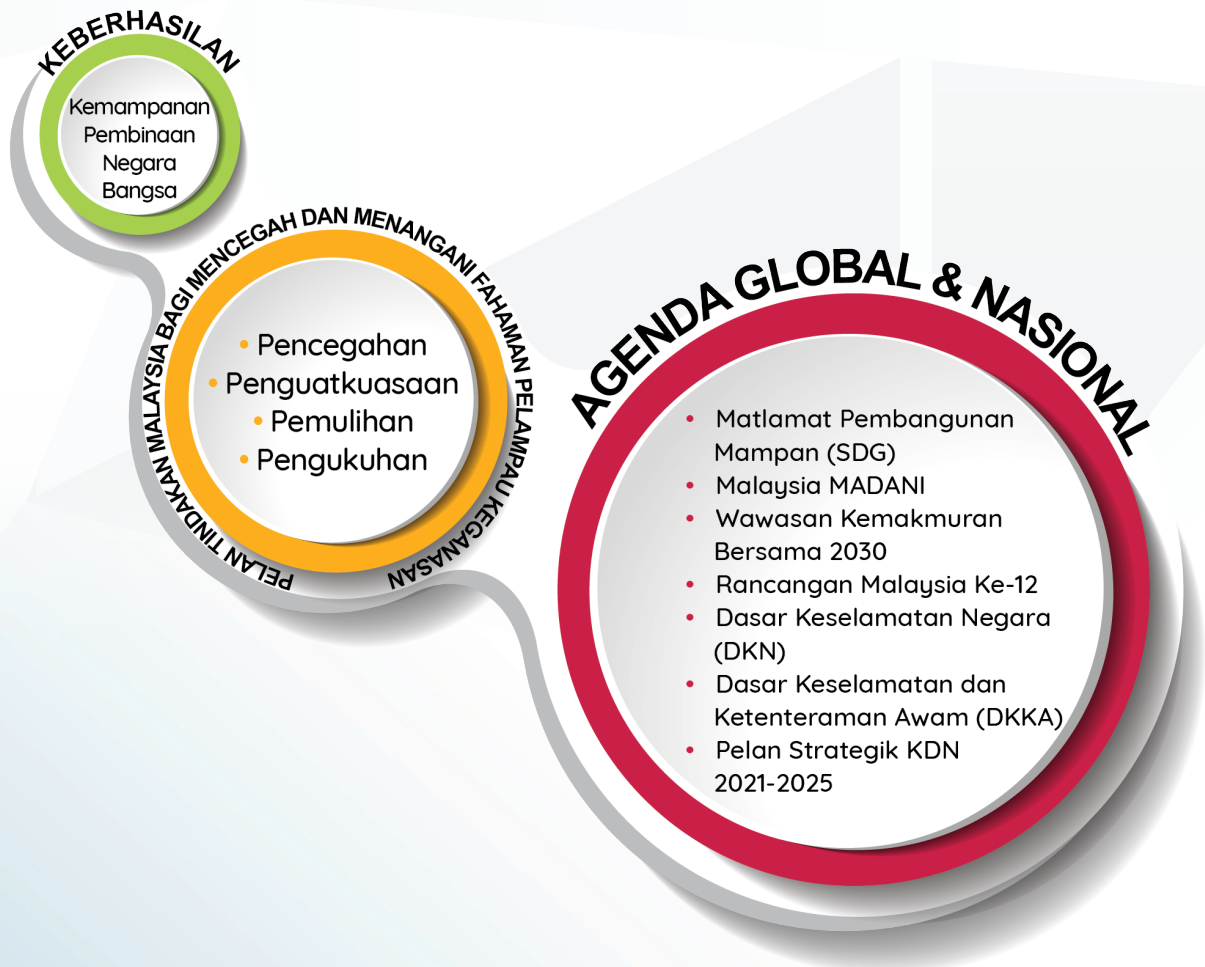 KEBERHASILAN
Kemampanan
Pembinaan
Negara
Bangsa
PELAN TINDAKAN MALAYSIA BAGI MENCEGAH DAN MENANGANI FAHAMAN PELAMPAU KEGANASAN
• Pencegahan
• Penguatkuasaan
• Pemulihan
• Pengukuhan
AGENDA GLOBAL & NASIONAL
• Matlamat Pembangunan
Mampan (SDG)
• Malaysia MADANI
• Wawasan Kemakmuran
Bersama 2030
• Rancangan Malaysia Ke-12
• Dasar Keselamatan Negara
(DKN)
• Dasar Keselamatan dan
Ketenteraman Awam (DKKA)
• Pelan Strategik KDN
2021-2025